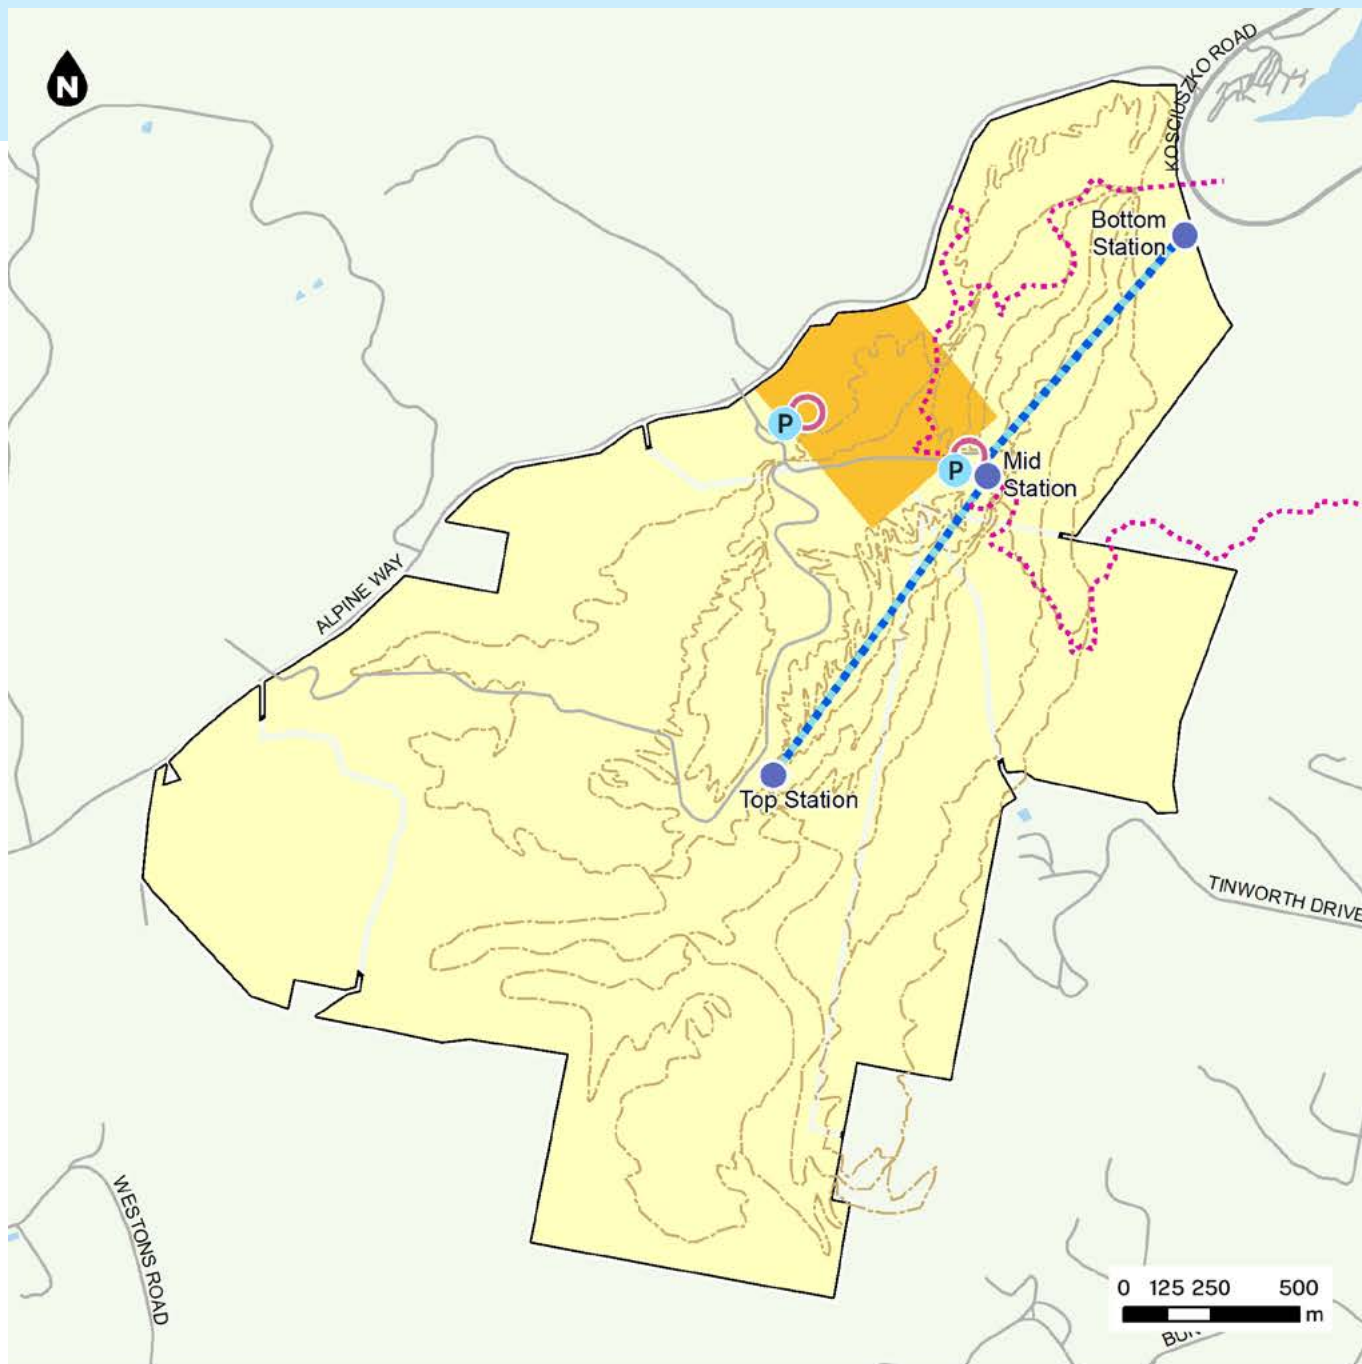 N
KOSCIUSZKO ROAD
Bottom
Station
P
P
Mid
Station
ALPINE WAY
Top Station
TINWORTH DRIVE
WESTONS ROAD
0 125 250 500
m